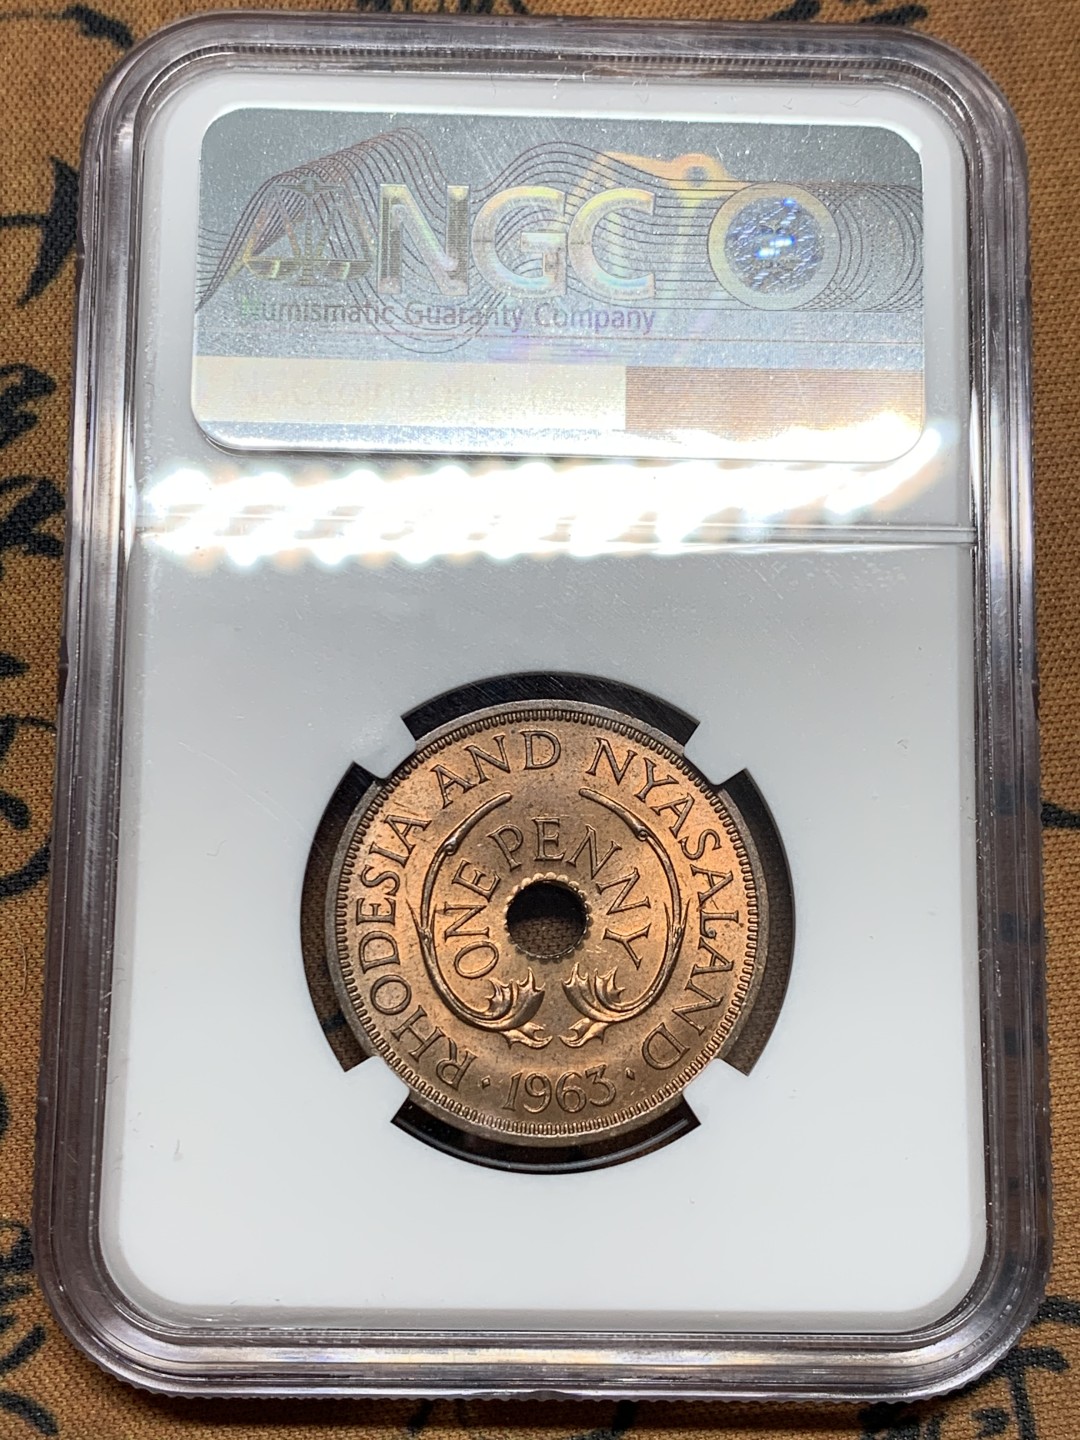 NGC
Numismatic Guaranty Company
RHODESIA AND NYASALAND
ONE PENNY
· 1963 ·